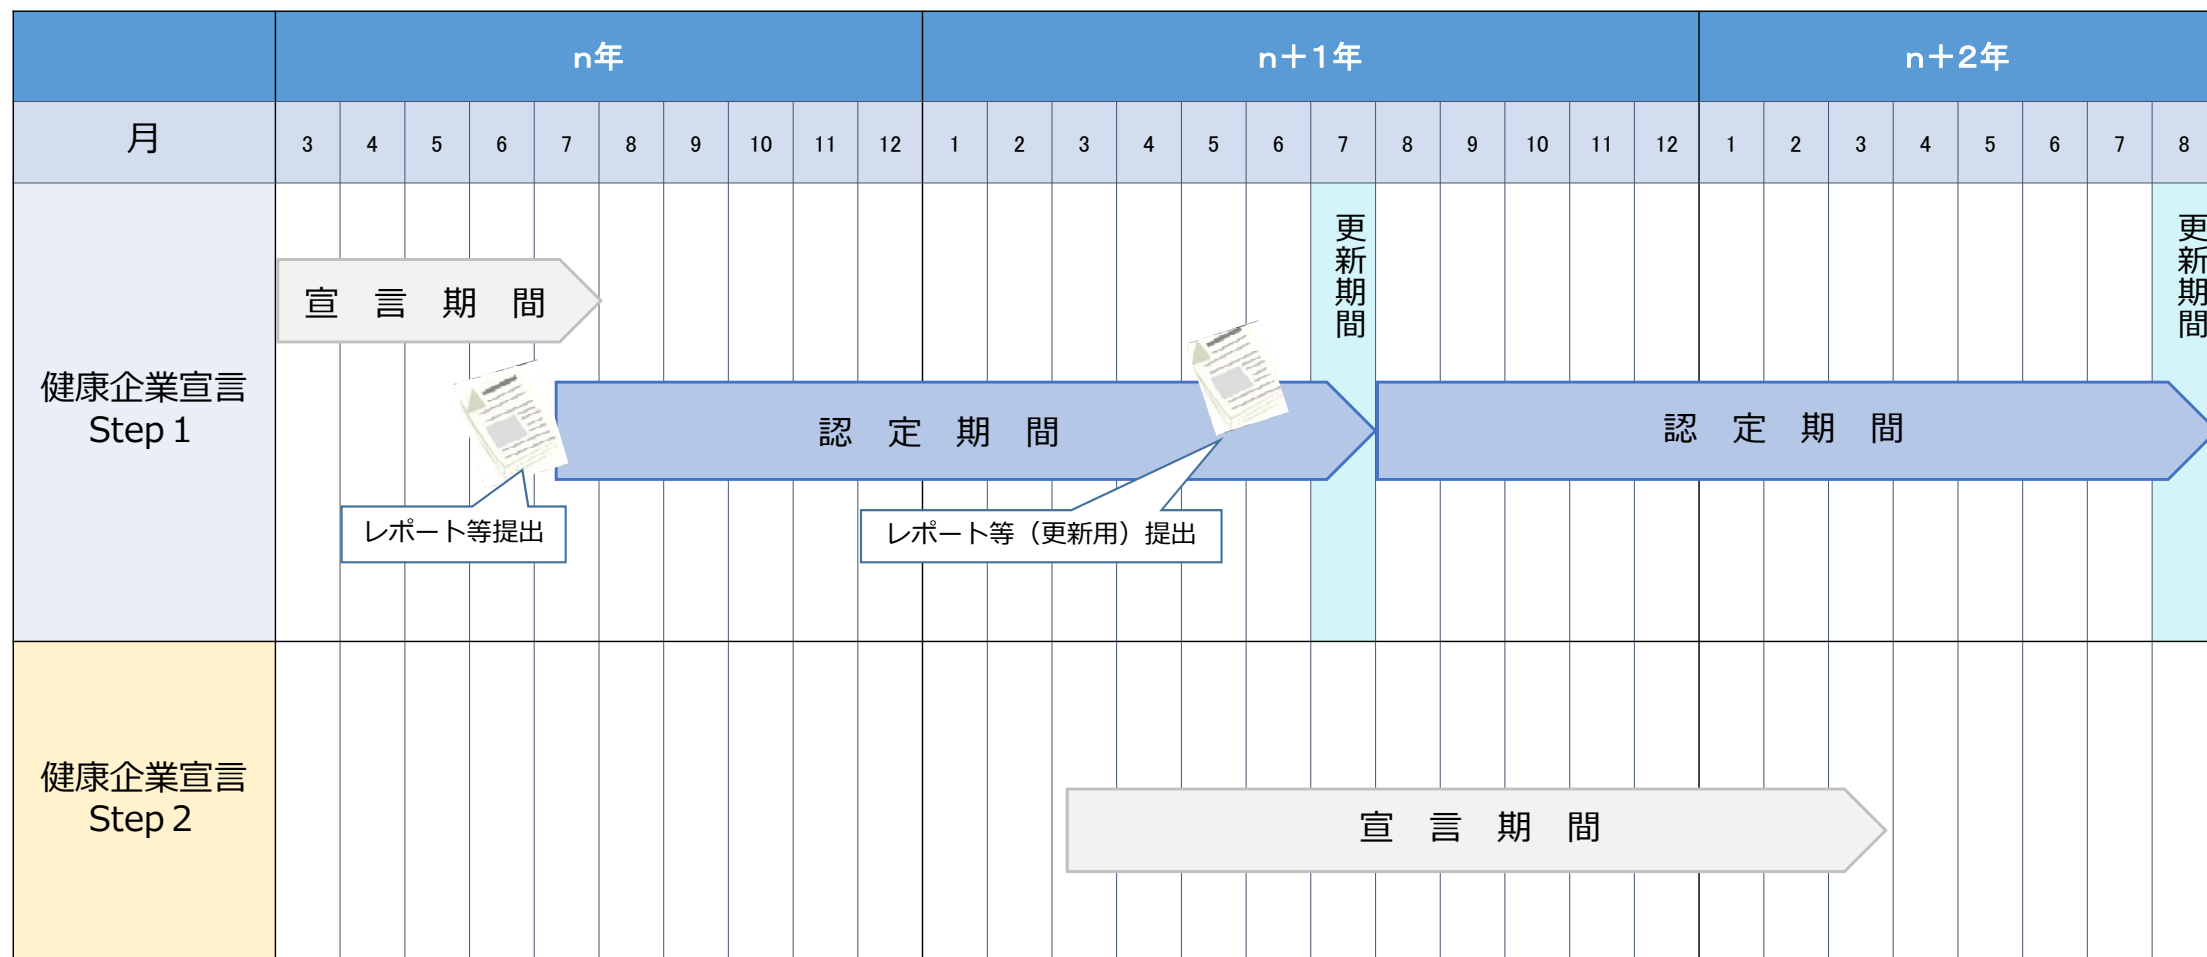 n年
n＋1年
n＋2年
月
3 4 5 6 7 8 9 10 11 12 1 2 3 4 5 6 7 8 9 10 11 12 1 2 3 4 5 6 7 8
更新期間
更新期間
宣言期間
健康企業宣言
Step 1
認定期間
認定期間
レポート等提出
レポート等（更新用）提出
健康企業宣言
Step 2
宣言期間